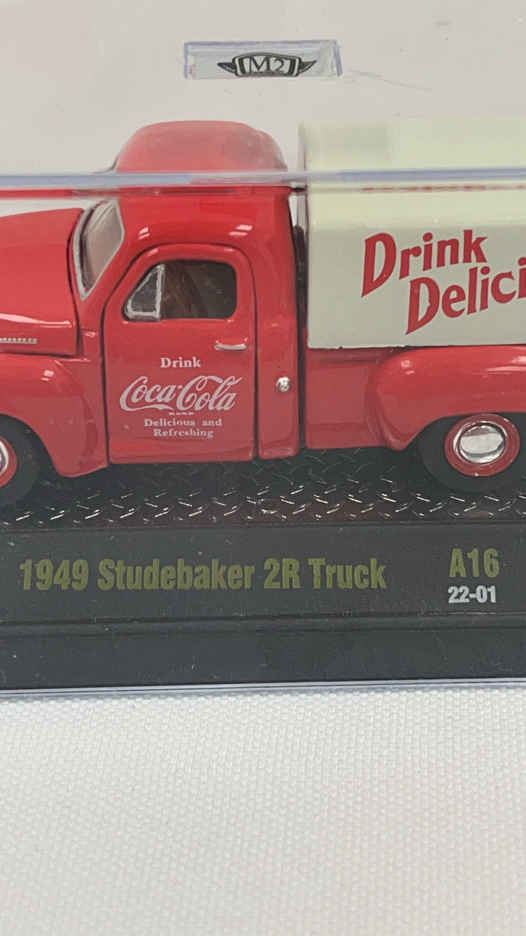 M2
Drink
Delici
Drink
Coca-Cola
Delicious and
Refreshing
1949 Studebaker 2R Truck A16
22-01